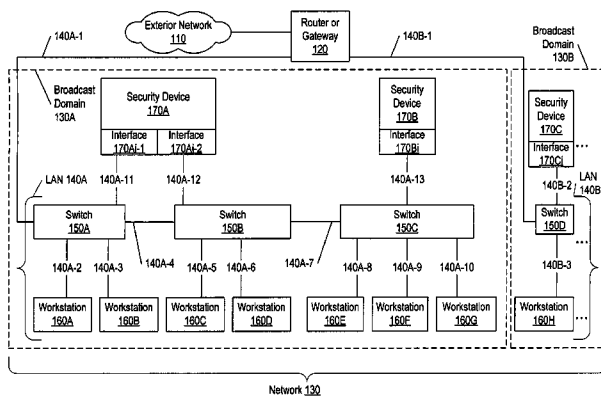 140A-1
Exterior Network
110
Router or
Gateway
120
140B-1
Broadcast
Domain
130B
Broadcast
Domain
130A
Security Device
170A
Interface
170Ai-1
Interface
170Ai-2
Security
Device
170B
Interface
170Bi
Security
Device
170C
Interface
170Ci
...
LAN 140A
140A-11
140A-12
140A-13
140B-2
LAN
140B
Switch
150A
Switch
150B
Switch
150C
Switch
150D
...
140A-2
140A-3
140A-4
140A-5
140A-6
140A-7
140A-8
140A-9
140A-10
140B-3
Workstation
160A
Workstation
160B
Workstation
160C
Workstation
160D
Workstation
160E
Workstation
160F
Workstation
160G
Workstation
160H
...
Network 130